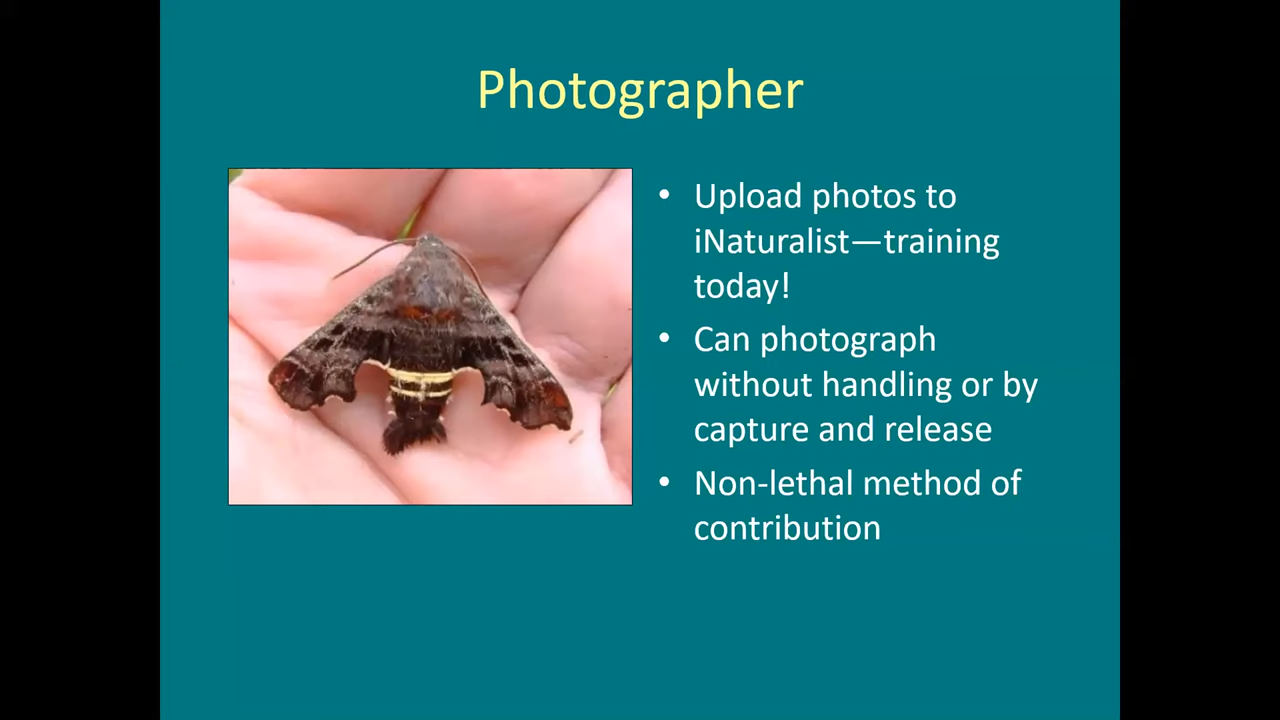 Photographer
• Upload photos to
iNaturalist—training
today!
• Can photograph
without handling or by
capture and release
• Non-lethal method of
contribution